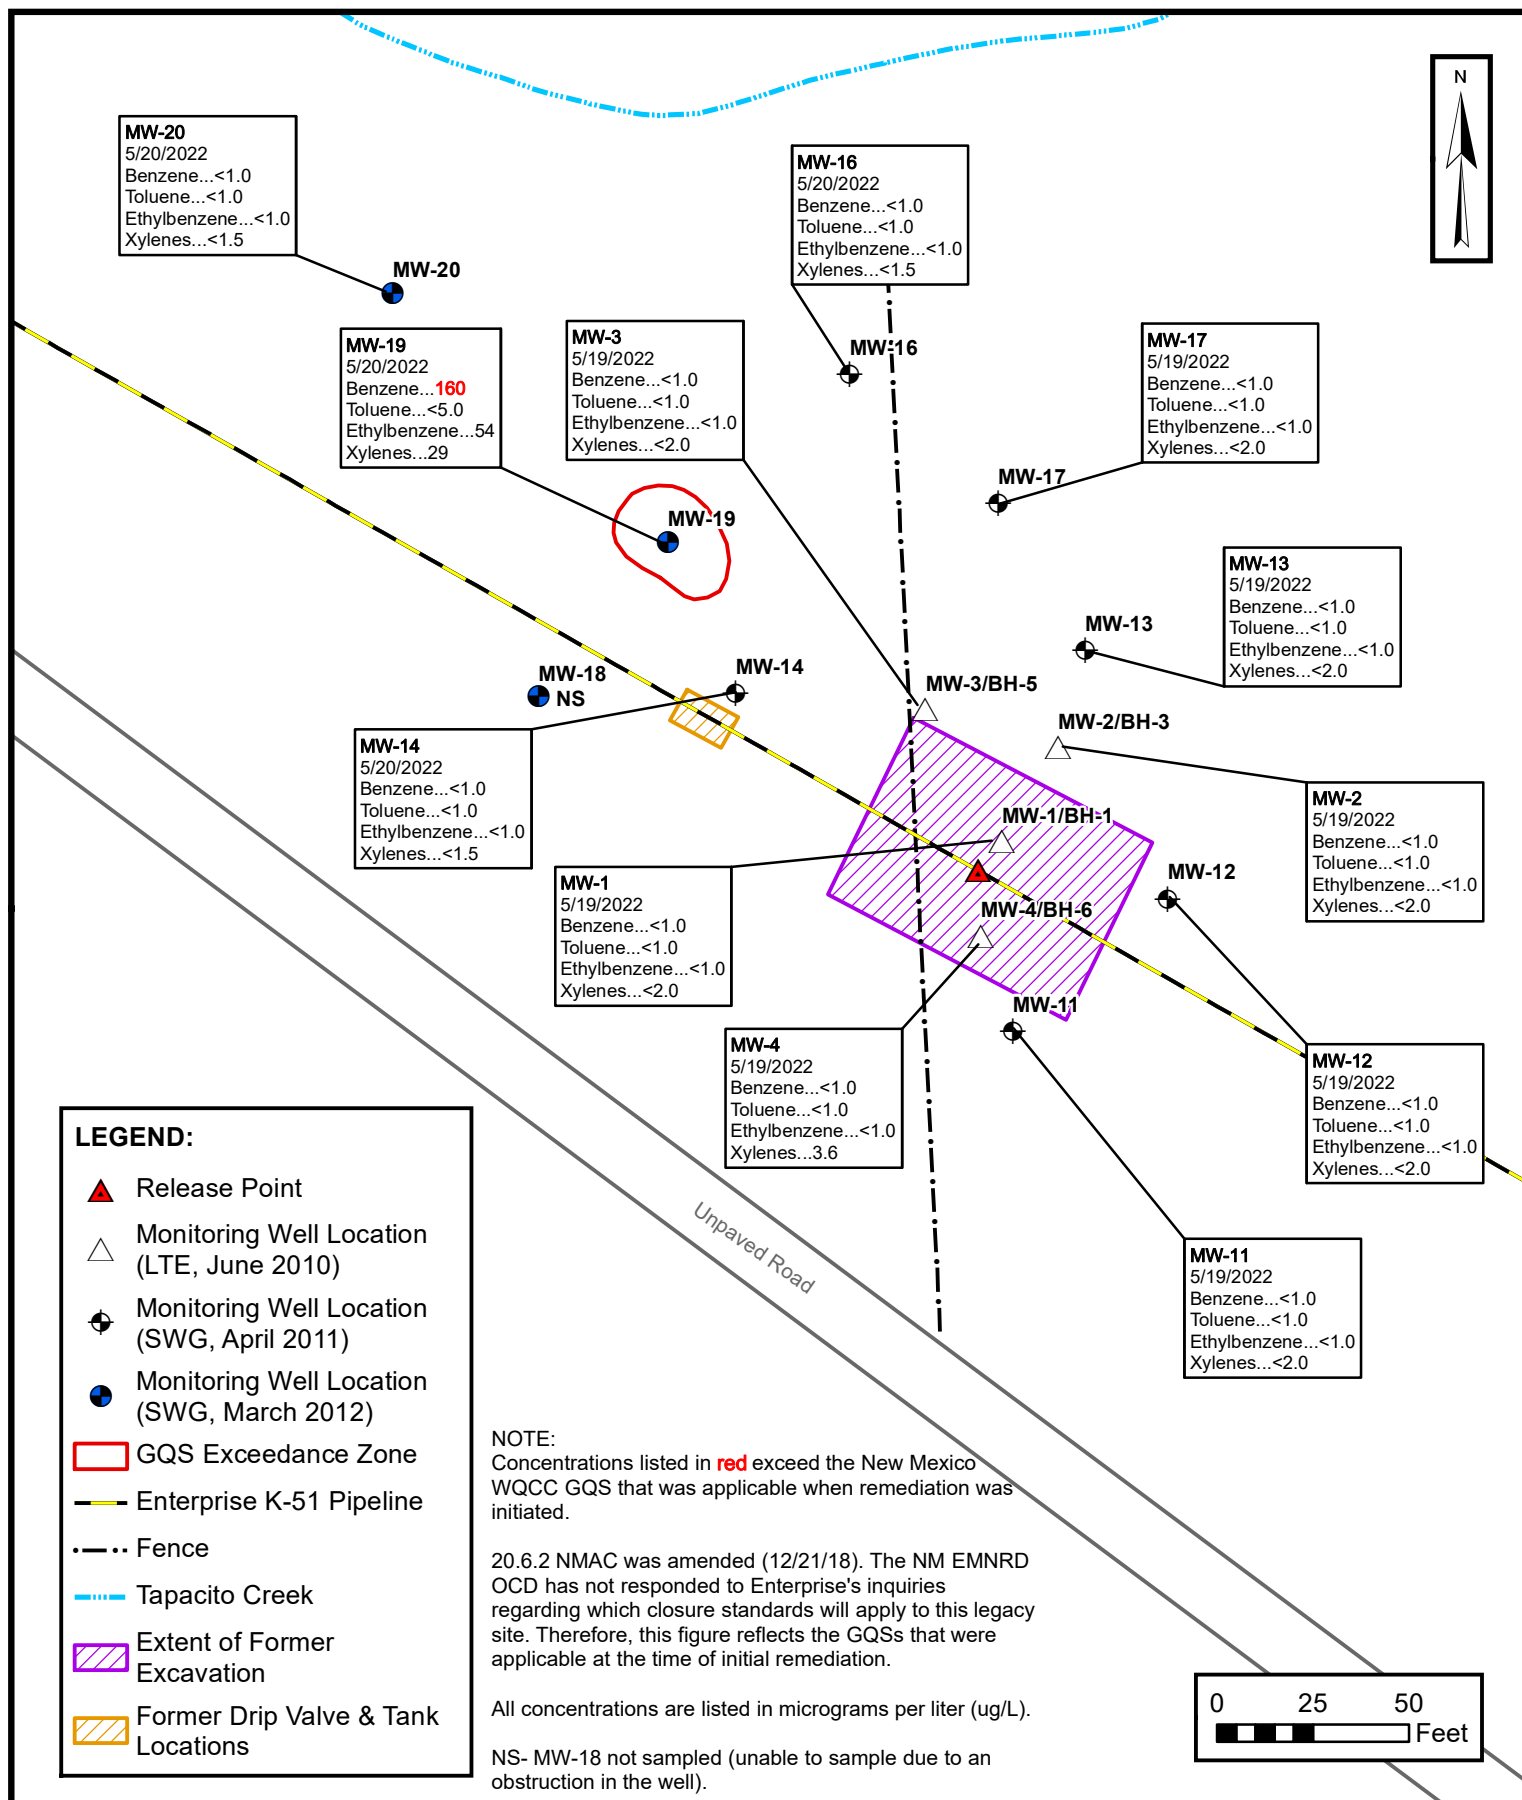 N
MW-20
5/20/2022
Benzene...<1.0
Toluene...<1.0
Ethylbenzene...<1.0
Xylenes...<1.5
MW-20
MW-16
5/20/2022
Benzene...<1.0
Toluene...<1.0
Ethylbenzene...<1.0
Xylenes...<1.5
MW-16
MW-19
5/20/2022
Benzene...160
Toluene...<5.0
Ethylbenzene...54
Xylenes...29
MW-19
MW-3
5/19/2022
Benzene...<1.0
Toluene...<1.0
Ethylbenzene...<1.0
Xylenes...<2.0
MW-17
5/19/2022
Benzene...<1.0
Toluene...<1.0
Ethylbenzene...<1.0
Xylenes...<2.0
MW-17
MW-13
5/19/2022
Benzene...<1.0
Toluene...<1.0
Ethylbenzene...<1.0
Xylenes...<2.0
MW-13
MW-18
NS
MW-14
MW-3/BH-5
MW-2/BH-3
MW-14
5/20/2022
Benzene...<1.0
Toluene...<1.0
Ethylbenzene...<1.0
Xylenes...<1.5
MW-2
5/19/2022
Benzene...<1.0
Toluene...<1.0
Ethylbenzene...<1.0
Xylenes...<2.0
MW-1/BH-1
MW-1
5/19/2022
Benzene...<1.0
Toluene...<1.0
Ethylbenzene...<1.0
Xylenes...<2.0
MW-12
MW-4/BH-6
MW-11
MW-4
5/19/2022
Benzene...<1.0
Toluene...<1.0
Ethylbenzene...<1.0
Xylenes...3.6
MW-12
5/19/2022
Benzene...<1.0
Toluene...<1.0
Ethylbenzene...<1.0
Xylenes...<2.0
MW-11
5/19/2022
Benzene...<1.0
Toluene...<1.0
Ethylbenzene...<1.0
Xylenes...<2.0
Unpaved Road
LEGEND:
Release Point
Monitoring Well Location
(LTE, June 2010)
Monitoring Well Location
(SWG, April 2011)
Monitoring Well Location
(SWG, March 2012)
GQS Exceedance Zone
Enterprise K-51 Pipeline
Fence
Tapacito Creek
Extent of Former
Excavation
Former Drip Valve & Tank
Locations
NOTE:
Concentrations listed in red exceed the New Mexico
WQCC GQS that was applicable when remediation was
initiated.
20.6.2 NMAC was amended (12/21/18). The NM EMNRD
OCD has not responded to Enterprise's inquiries
regarding which closure standards will apply to this legacy
site. Therefore, this figure reflects the GQSs that were
applicable at the time of initial remediation.
All concentrations are listed in micrograms per liter (ug/L).
NS- MW-18 not sampled (unable to sample due to an
obstruction in the well).
0 25 50
Feet